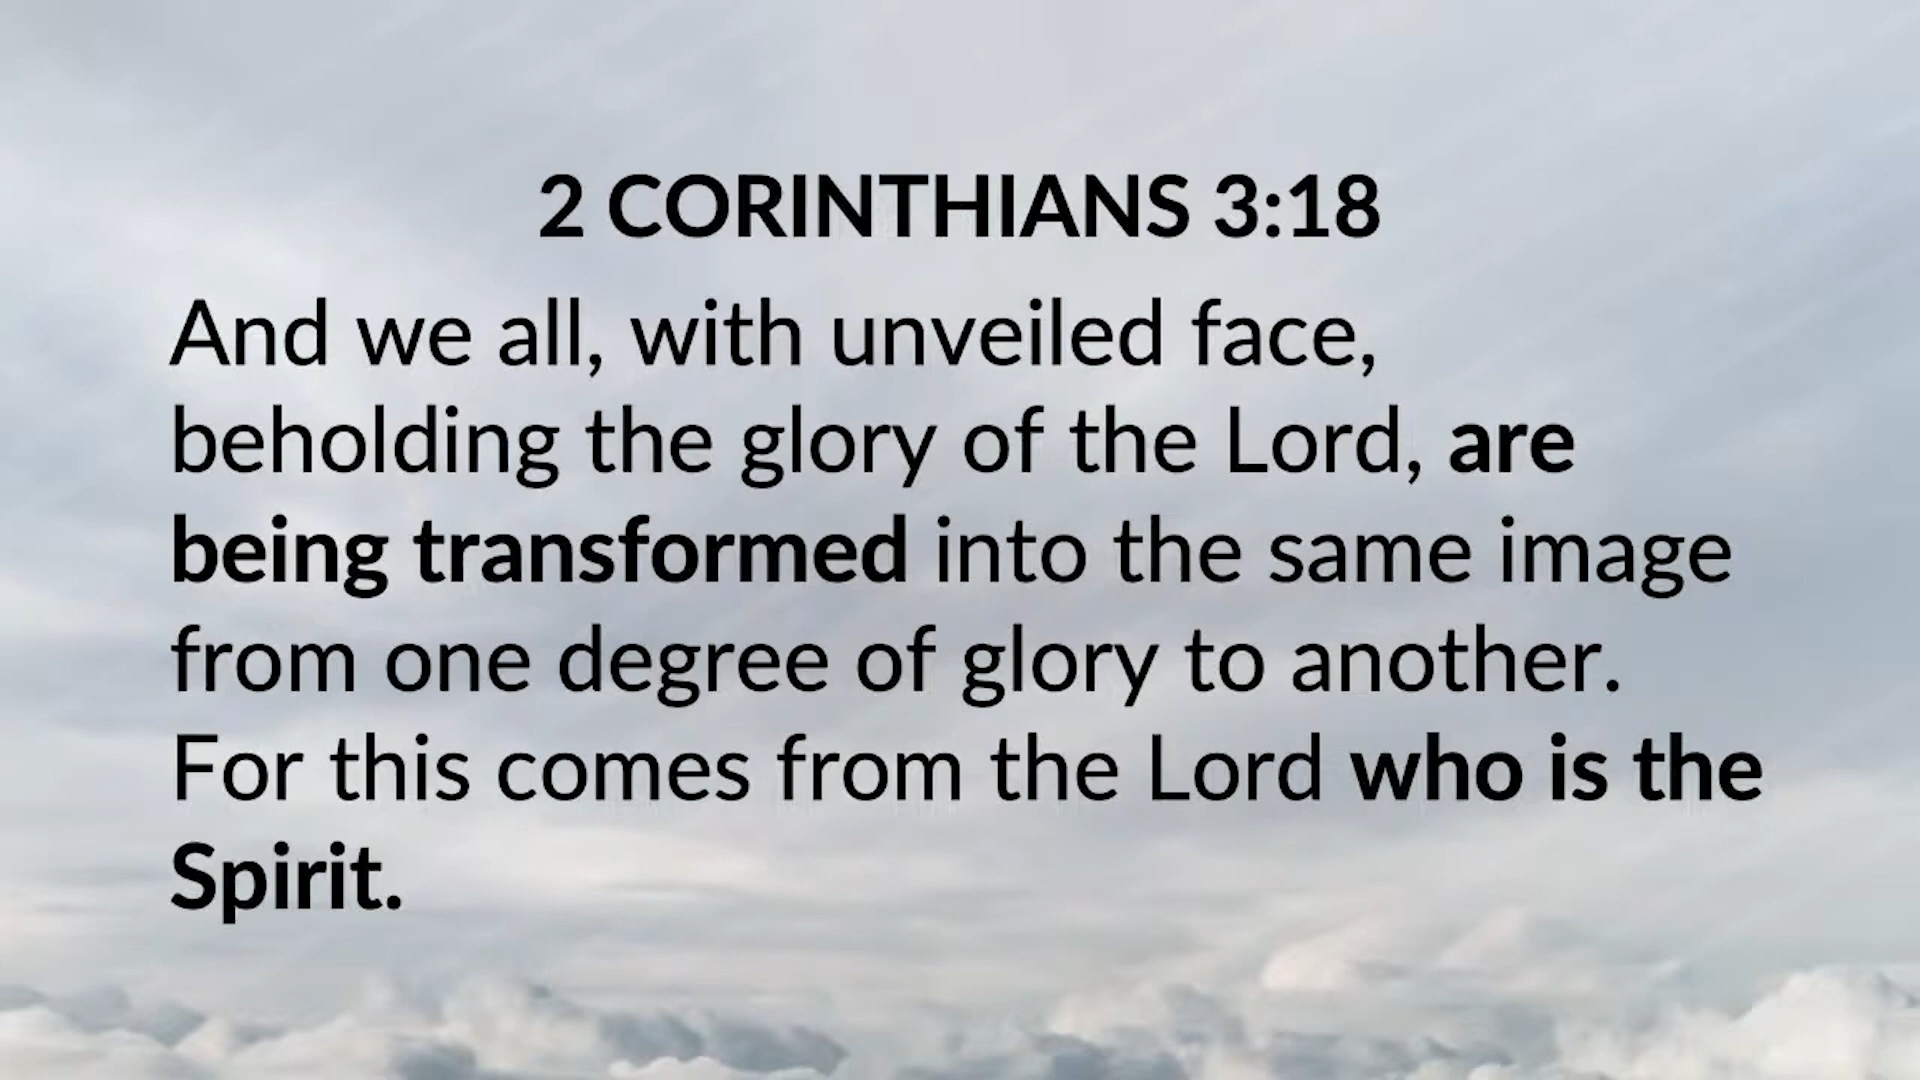 2 CORINTHIANS 3:18
And we all, with unveiled face,
beholding the glory of the Lord, are
being transformed into the same image
from one degree of glory to another.
For this comes from the Lord who is the
Spirit.